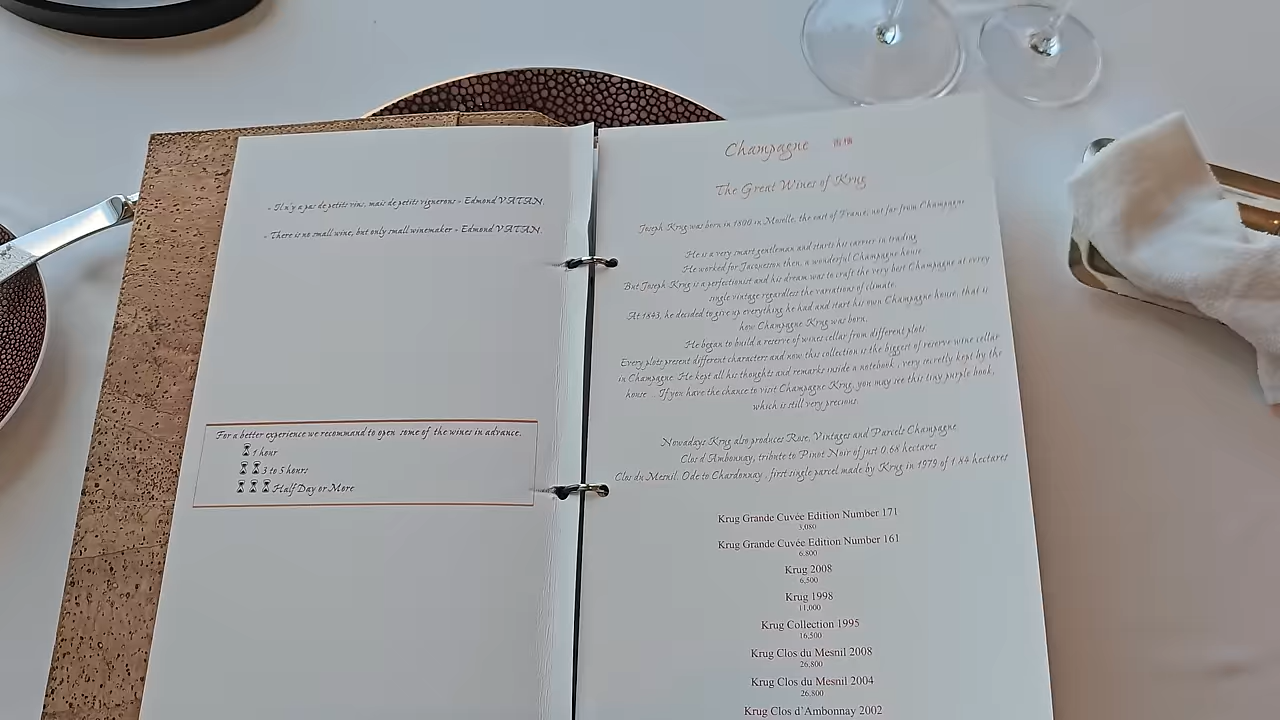 « Il n'y a pas de petits vins, mais de petits vignerons » Edmond VATAN.
« There is no small wine, but only small winemaker » Edmond VATAN.
For a better experience we recommand to open some of the wines in advance.
1 hour
3 to 5 hours
Half Day or More
Champagne 香檳
The Great Wines of Krug
Joseph Krug was born in 1800 in Moselle, the east of France, not far from Champagne
He is a very smart gentleman and starts his carrier in trading
He worked for Jacquesson then, a wonderful Champagne house
But Joseph Krug is a perfectionist and his dream was to craft the very best Champagne at every
single vintage regardless the variations of climate.
At 1843, he decided to give up everything he had and start his own Champagne house, that is
how Champagne Krug was born.
He began to build a reserve of wines cellar from different plots
Every plots present different characters and now this collection is the biggest of reserve wine cellar
in Champagne. He kept all his thoughts and remarks inside a notebook , very secretly kept by the
house ... If you have the chance to visit Champagne Krug, you may see this tiny purple book,
which is still very precious.
Nowadays Krug also produces Rose, Vintages and Parcels Champagne
Clos d'Ambonnay, tribute to Pinot Noir of just 0.68 hectares
Clos du Mesnil, Ode to Chardonnay , first single parcel made by Krug in 1979 of 1.84 hectares
Krug Grande Cuvée Edition Number 171
3,080
Krug Grande Cuvée Edition Number 161
6,800
Krug 2008
6,500
Krug 1998
11,000
Krug Collection 1995
16,500
Krug Clos du Mesnil 2008
26,800
Krug Clos du Mesnil 2004
26,800
Krug Clos d'Ambonnay 2002